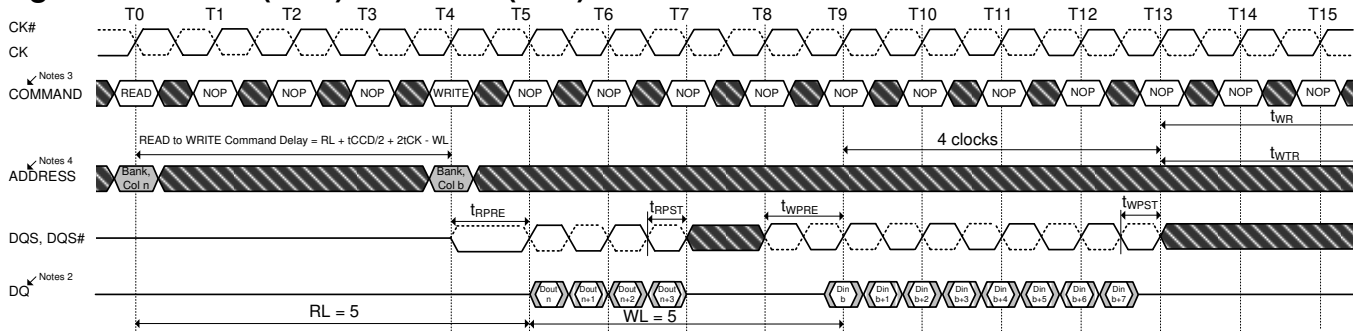 T0 T1 T2 T3 T4 T5 T6 T7 T8 T9 T10 T11 T12 T13 T14 T15
CK#
CK
Notes 3
COMMAND READ NOP NOP NOP WRITE NOP NOP NOP NOP NOP NOP NOP NOP NOP NOP NOP
tWR
READ to WRITE Command Delay = RL + tCCD/2 + 2tCK - WL
4 clocks
tWTR
Notes 4
ADDRESS
Bank,
Col n
Bank,
Col b
tRPRE tRPST tWPRE tWPST
DQS, DQS#
Notes 2
DQ
Dout
n
Dout
n+1
Dout
n+2
Dout
n+3
Din
b
Din
b+1
Din
b+2
Din
b+3
Din
b+4
Din
b+5
Din
b+6
Din
b+7
RL = 5 WL = 5